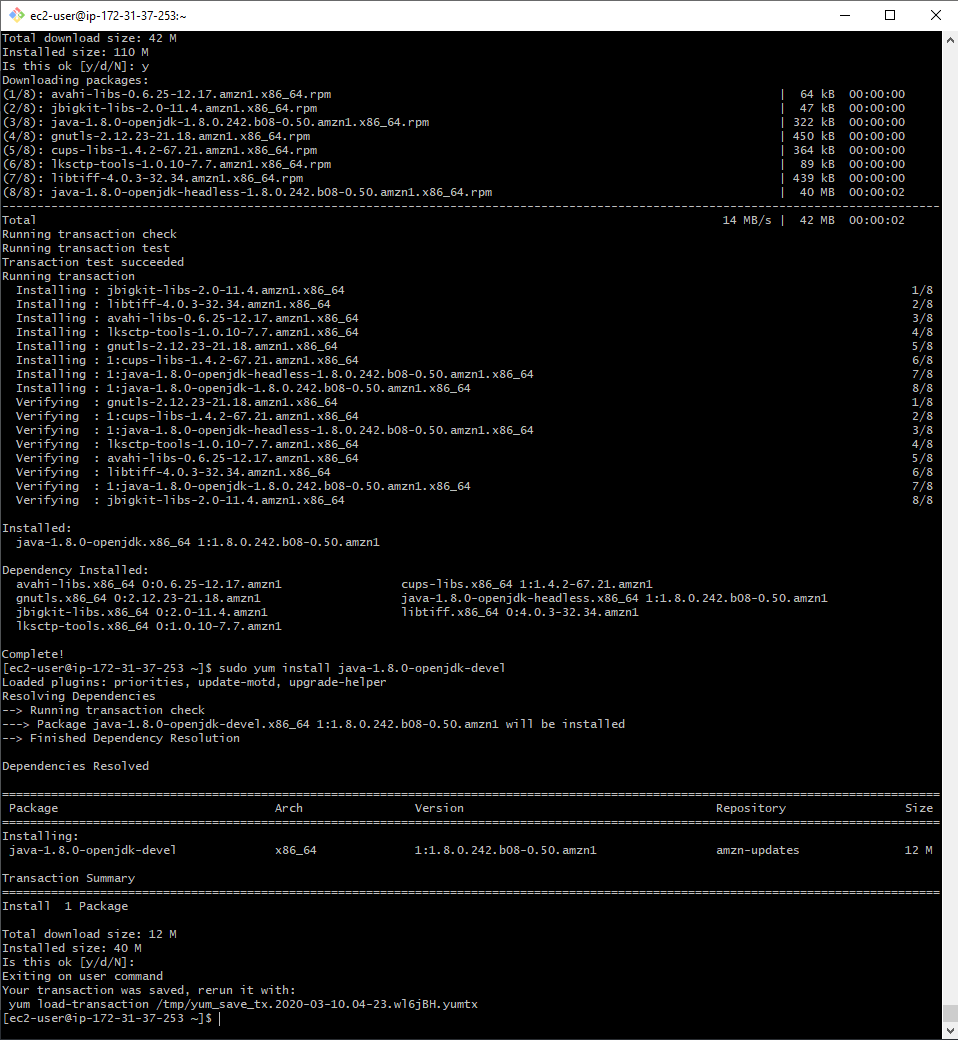 ec2-user@ip-172-31-37-253:~
Total download size: 42 M
Installed size: 110 M
Is this ok [y/d/N]: y
Downloading packages:
(1/8): avahi-libs-0.6.25-12.17.amzn1.x86_64.rpm | 64 kB 00:00:00
(2/8): jbigkit-libs-2.0-11.4.amzn1.x86_64.rpm | 47 kB 00:00:00
(3/8): java-1.8.0-openjdk-1.8.0.242.b08-0.50.amzn1.x86_64.rpm | 322 kB 00:00:00
(4/8): gnutls-2.12.23-21.18.amzn1.x86_64.rpm | 450 kB 00:00:00
(5/8): cups-libs-1.4.2-67.21.amzn1.x86_64.rpm | 364 kB 00:00:00
(6/8): lksctp-tools-1.0.10-7.7.amzn1.x86_64.rpm | 89 kB 00:00:00
(7/8): libtiff-4.0.3-32.34.amzn1.x86_64.rpm | 439 kB 00:00:00
(8/8): java-1.8.0-openjdk-headless-1.8.0.242.b08-0.50.amzn1.x86_64.rpm | 40 MB 00:00:02
Total 14 MB/s | 42 MB 00:00:02
Running transaction check
Running transaction test
Transaction test succeeded
Running transaction
Installing : jbigkit-libs-2.0-11.4.amzn1.x86_64 1/8
Installing : libtiff-4.0.3-32.34.amzn1.x86_64 2/8
Installing : avahi-libs-0.6.25-12.17.amzn1.x86_64 3/8
Installing : lksctp-tools-1.0.10-7.7.amzn1.x86_64 4/8
Installing : gnutls-2.12.23-21.18.amzn1.x86_64 5/8
Installing : 1:cups-libs-1.4.2-67.21.amzn1.x86_64 6/8
Installing : 1:java-1.8.0-openjdk-headless-1.8.0.242.b08-0.50.amzn1.x86_64 7/8
Installing : 1:java-1.8.0-openjdk-1.8.0.242.b08-0.50.amzn1.x86_64 8/8
Verifying : gnutls-2.12.23-21.18.amzn1.x86_64 1/8
Verifying : 1:cups-libs-1.4.2-67.21.amzn1.x86_64 2/8
Verifying : 1:java-1.8.0-openjdk-headless-1.8.0.242.b08-0.50.amzn1.x86_64 3/8
Verifying : lksctp-tools-1.0.10-7.7.amzn1.x86_64 4/8
Verifying : avahi-libs-0.6.25-12.17.amzn1.x86_64 5/8
Verifying : libtiff-4.0.3-32.34.amzn1.x86_64 6/8
Verifying : 1:java-1.8.0-openjdk-1.8.0.242.b08-0.50.amzn1.x86_64 7/8
Verifying : jbigkit-libs-2.0-11.4.amzn1.x86_64 8/8
Installed:
java-1.8.0-openjdk.x86_64 1:1.8.0.242.b08-0.50.amzn1
Dependency Installed:
avahi-libs.x86_64 0:0.6.25-12.17.amzn1 cups-libs.x86_64 1:1.4.2-67.21.amzn1
gnutls.x86_64 0:2.12.23-21.18.amzn1 java-1.8.0-openjdk-headless.x86_64 1:1.8.0.242.b08-0.50.amzn1
jbigkit-libs.x86_64 0:2.0-11.4.amzn1 libtiff.x86_64 0:4.0.3-32.34.amzn1
lksctp-tools.x86_64 0:1.0.10-7.7.amzn1
Complete!
[ec2-user@ip-172-31-37-253 ~]$ sudo yum install java-1.8.0-openjdk-devel
Loaded plugins: priorities, update-motd, upgrade-helper
Resolving Dependencies
--> Running transaction check
---> Package java-1.8.0-openjdk-devel.x86_64 1:1.8.0.242.b08-0.50.amzn1 will be installed
--> Finished Dependency Resolution
Dependencies Resolved
Package Arch Version Repository Size
Installing:
java-1.8.0-openjdk-devel x86_64 1:1.8.0.242.b08-0.50.amzn1 amzn-updates 12 M
Transaction Summary
Install 1 Package
Total download size: 12 M
Installed size: 40 M
Is this ok [y/d/N]:
Exiting on user command
Your transaction was saved, rerun it with:
yum load-transaction /tmp/yum_save_tx.2020-03-10.04-23.wl6jBH.yumtx
[ec2-user@ip-172-31-37-253 ~]$